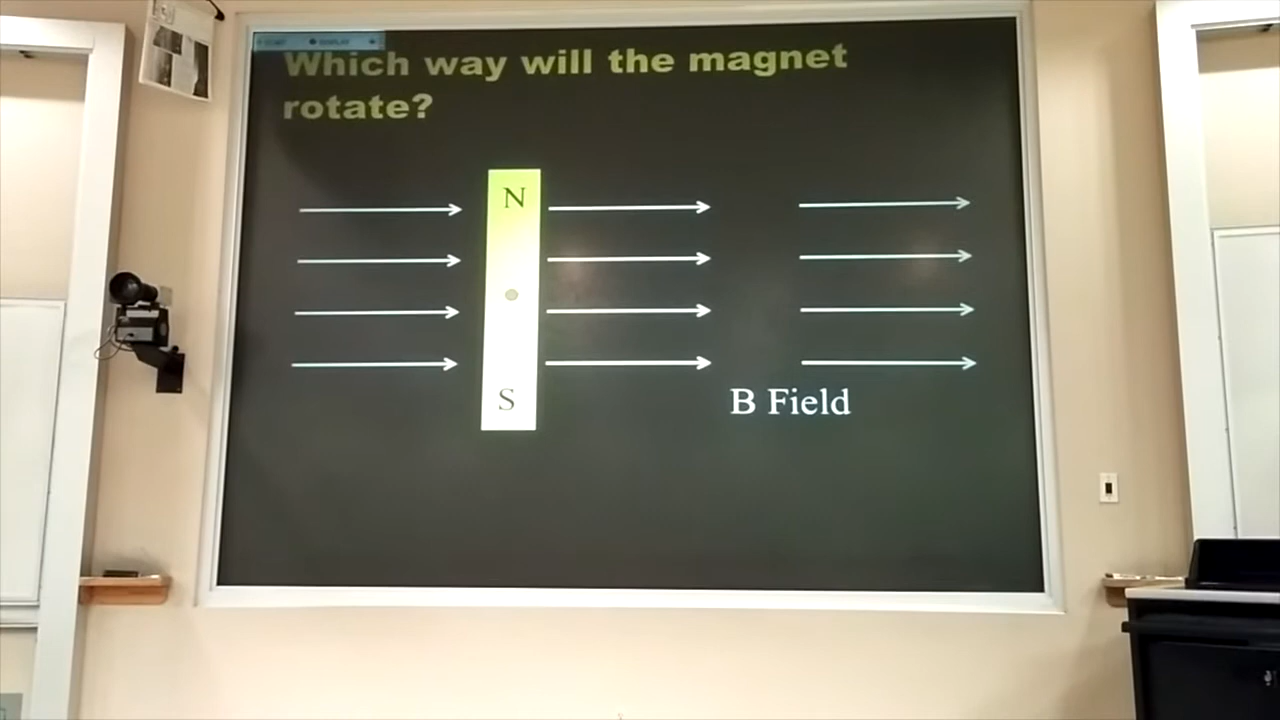 Which way will the magnet
rotate?
N
S
B Field